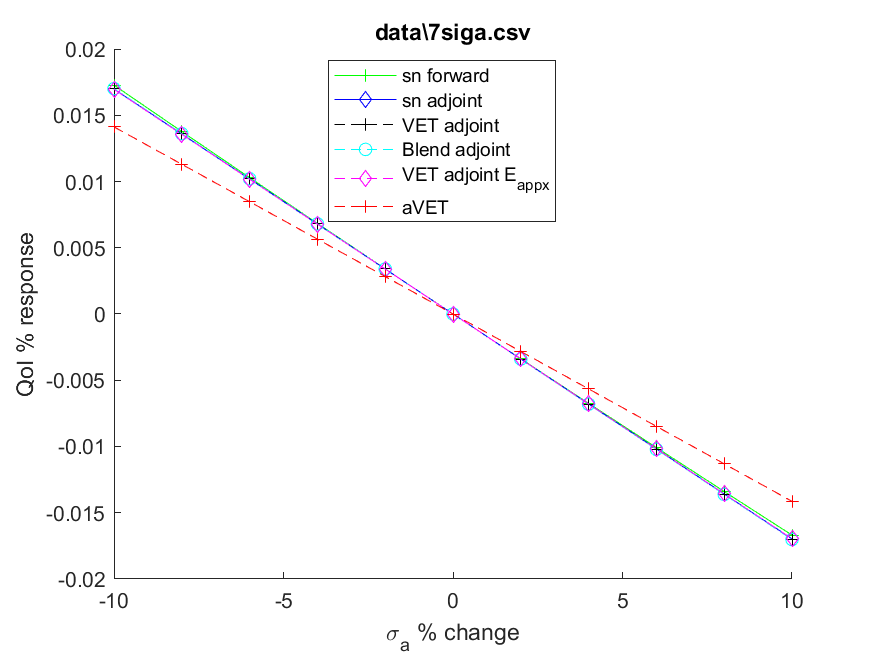 data\7siga.csv
0.02
0.015
0.01
0.005
0
-0.005
-0.01
-0.015
-0.02
QoI % response
sn forward
sn adjoint
VET adjoint
Blend adjoint
VET adjoint E_appx
aVET
-10
-5
0
5
10
σ_a % change